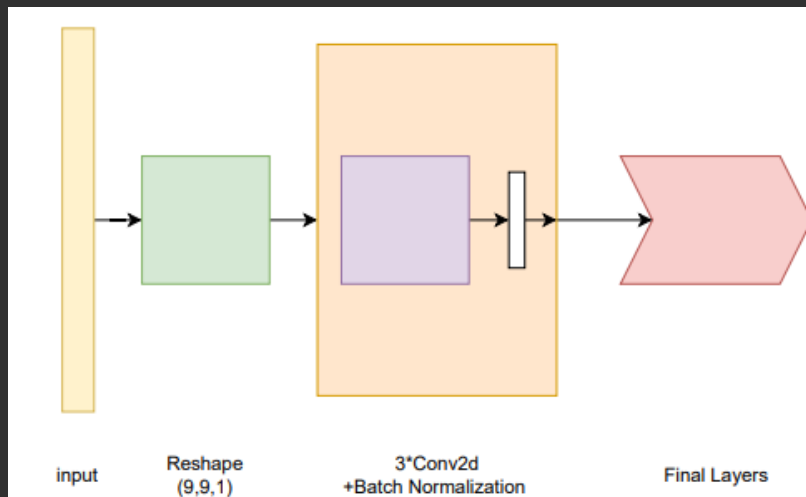 input
Reshape
(9,9,1)
3*Conv2d
+Batch Normalization
Final Layers